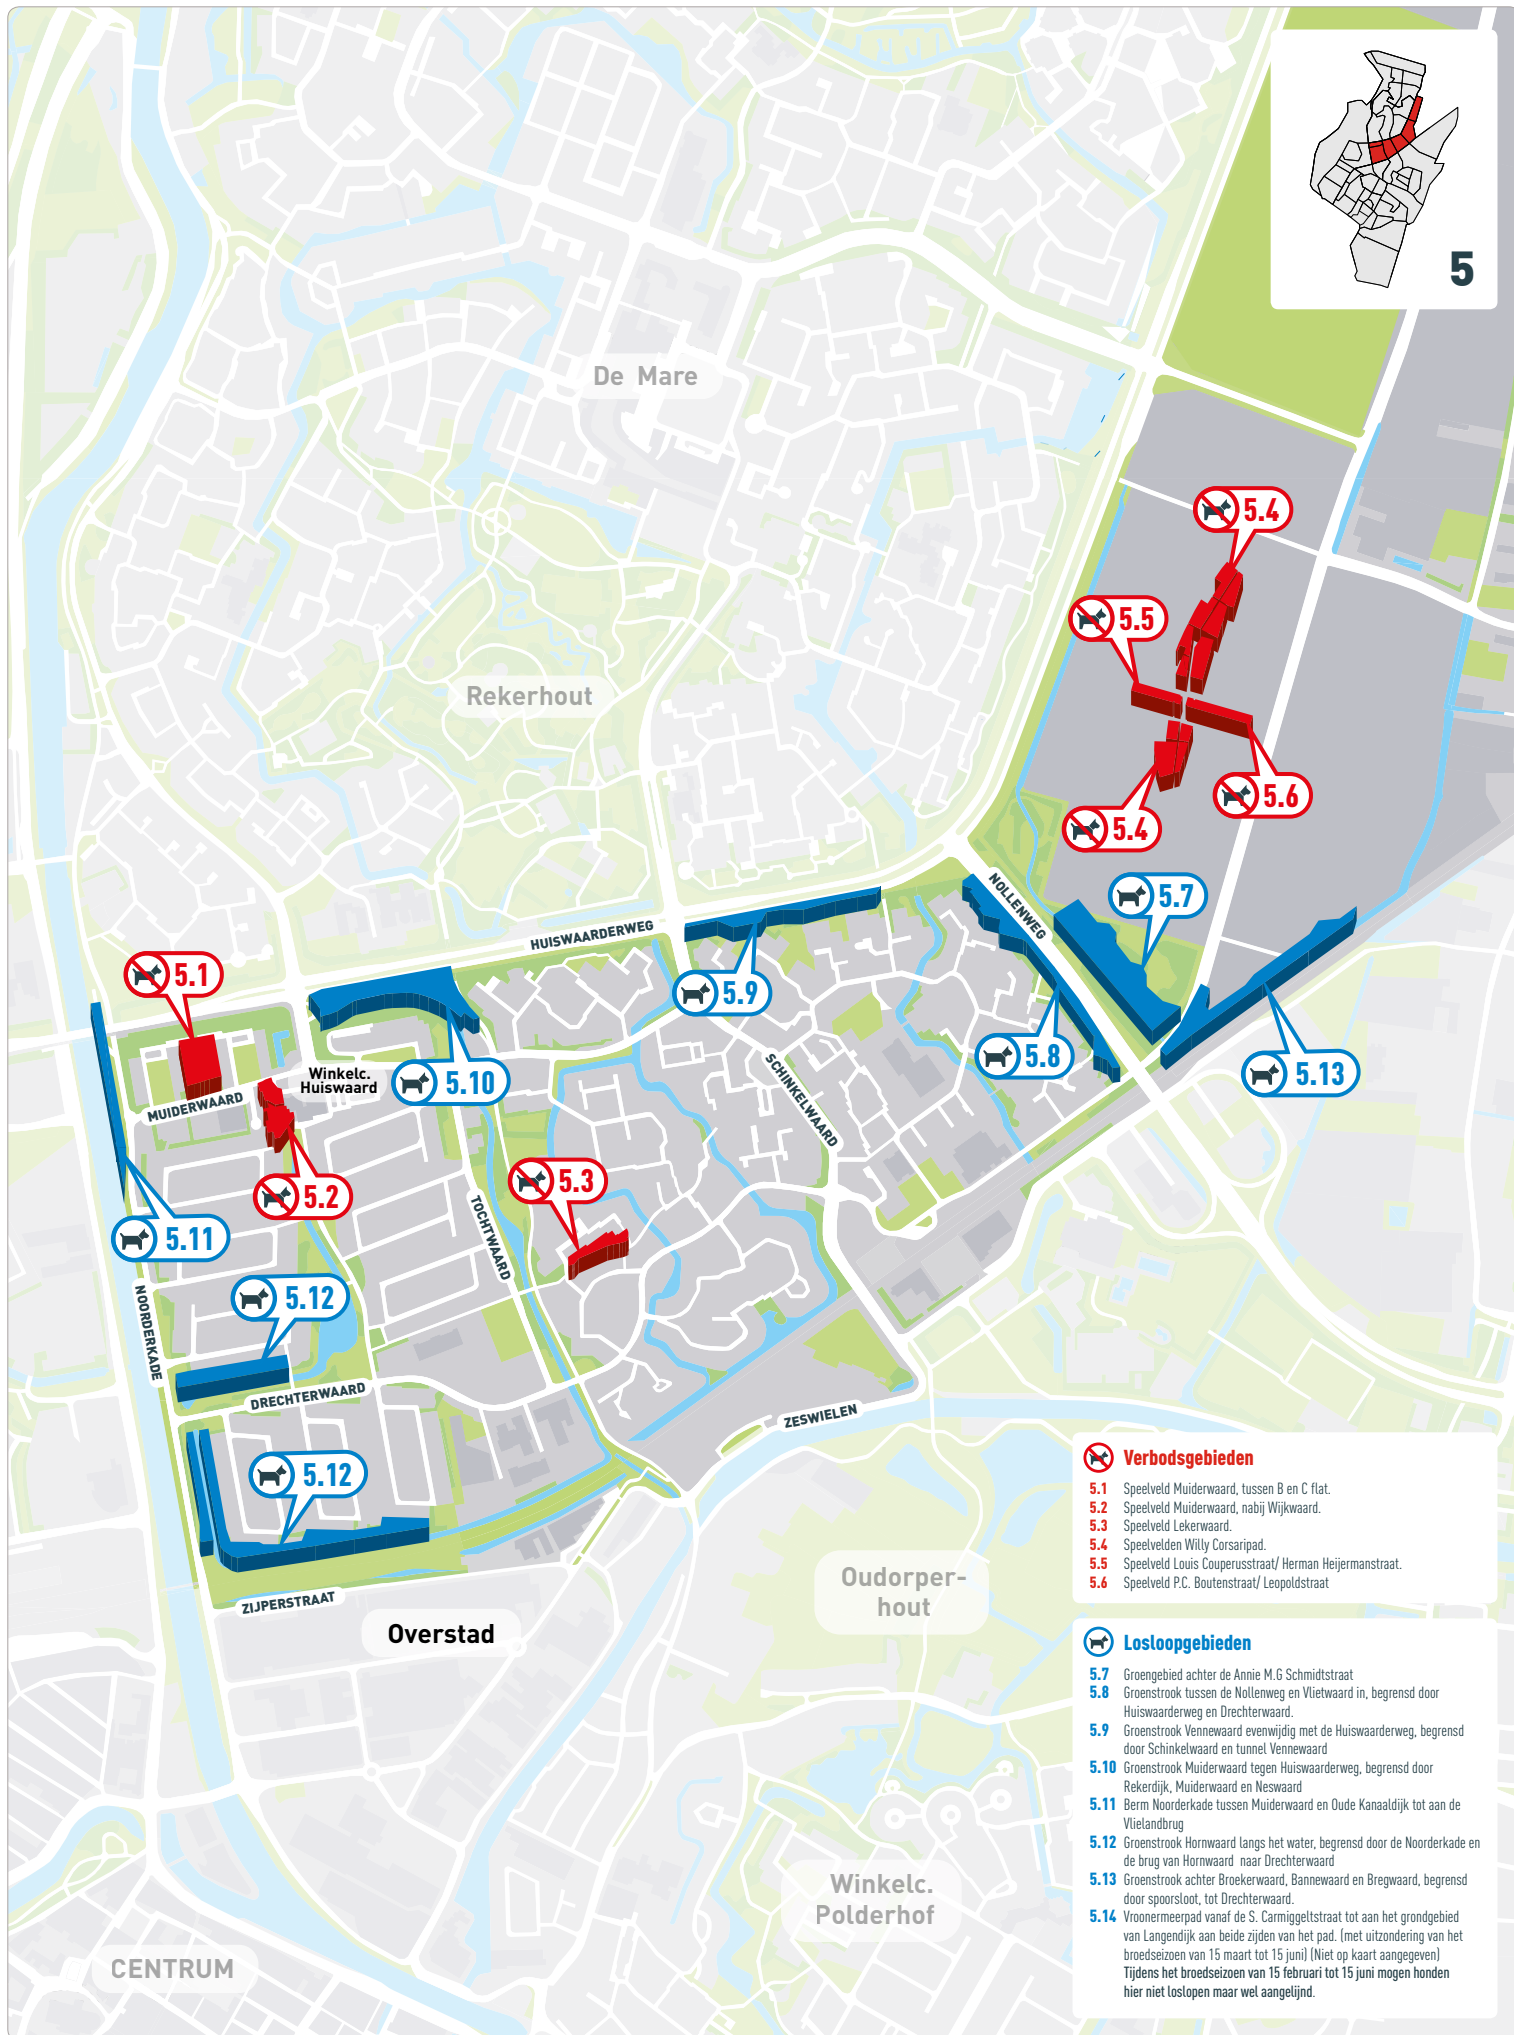 5
De Mare
5.4
5.5
Rekerhout
5.6
5.4
NOLLENWEG
5.7
HUISWAARDERWEG
5.1
5.9
5.8
SCHINKELWAARD
Winkelc.
Huiswaard
5.10
5.13
MUIDERWAARD
5.3
5.2
TOCHTWAARD
5.11
NOORDERKADE
5.12
DRECHTERWAARD
ZESWIELEN
5.12
ZIJPERSTRAAT
Overstad
Oudorper-
hout
Winkelc.
Polderhof
CENTRUM
Verbodsgebieden
5.1 Speelveld Muiderwaard, tussen B en C flat.
5.2 Speelveld Muiderwaard, nabij Wijkwaard.
5.3 Speelveld Lekerwaard.
5.4 Speelvelden Willy Corsaripad.
5.5 Speelveld Louis Couperusstraat/ Herman Heijermanstraat.
5.6 Speelveld P.C. Boutenstraat/ Leopoldstraat
Losloopgebieden
5.7 Groengebied achter de Annie M.G Schmidtstraat
5.8 Groenstrook tussen de Nollenweg en Vlietwaard in, begrensd door
Huiswaarderweg en Drechterwaard.
5.9 Groenstrook Vennewaard evenwijdig met de Huiswaarderweg, begrensd
door Schinkelwaard en tunnel Vennewaard
5.10 Groenstrook Muiderwaard tegen Huiswaarderweg, begrensd door
Rekerdijk, Muiderwaard en Neswaard
5.11 Berm Noorderkade tussen Muiderwaard en Oude Kanaaldijk tot aan de
Vlielandbrug
5.12 Groenstrook Hornwaard langs het water, begrensd door de Noorderkade en
de brug van Hornwaard naar Drechterwaard
5.13 Groenstrook achter Broekerwaard, Bannewaard en Bregwaard, begrensd
door spoorsloot, tot Drechterwaard.
5.14 Vroonermeerpad vanaf de S. Carmiggeltstraat tot aan het grondgebied
van Langendijk aan beide zijden van het pad. (met uitzondering van het
broedseizoen van 15 maart tot 15 juni) (Niet op kaart aangegeven)
Tijdens het broedseizoen van 15 februari tot 15 juni mogen honden
hier niet loslopen maar wel aangelijnd.